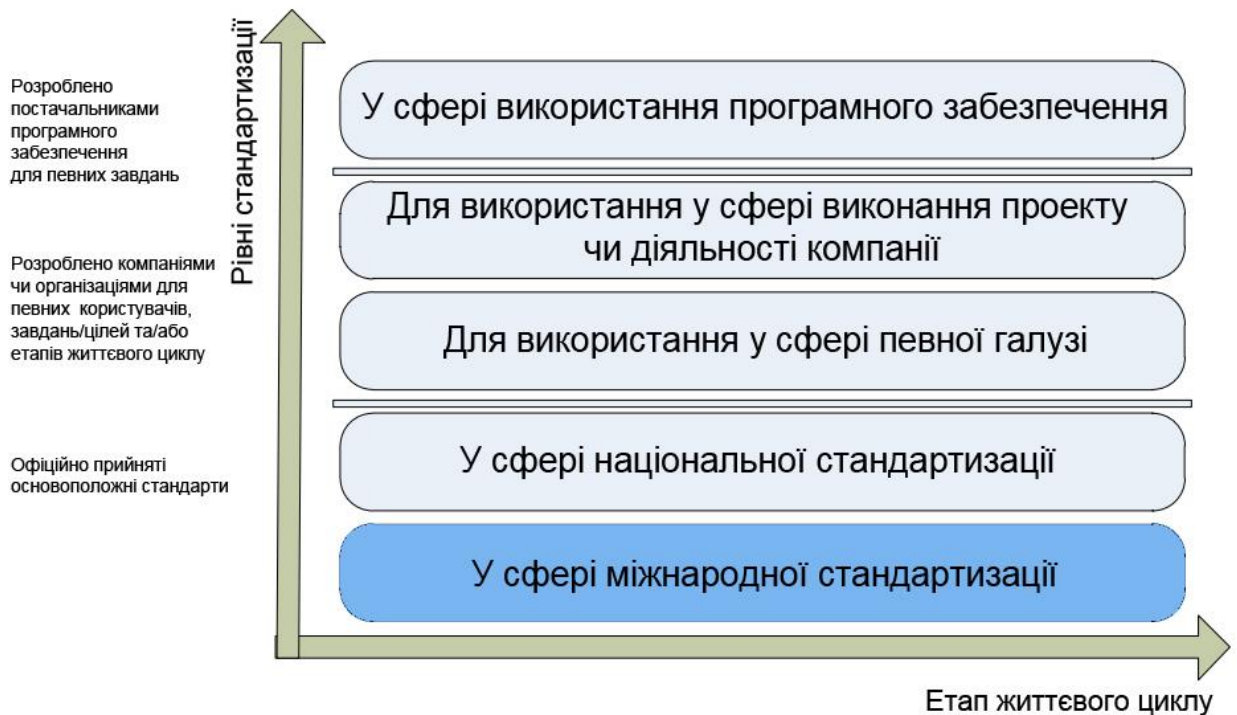 Рівні стандартизації
Розроблено
постачальниками
програмного
забезпечення
для певних завдань
У сфері використання програмного забезпечення
Для використання у сфері виконання проекту
чи діяльності компанії
Розроблено компаніями
чи організаціями для
певних користувачів,
завдань/цілей та/або
етапів життєвого циклу
Для використання у сфері певної галузі
Офіційно прийняті
основоположні стандарти
У сфері національної стандартизації
У сфері міжнародної стандартизації
Етап життєвого циклу